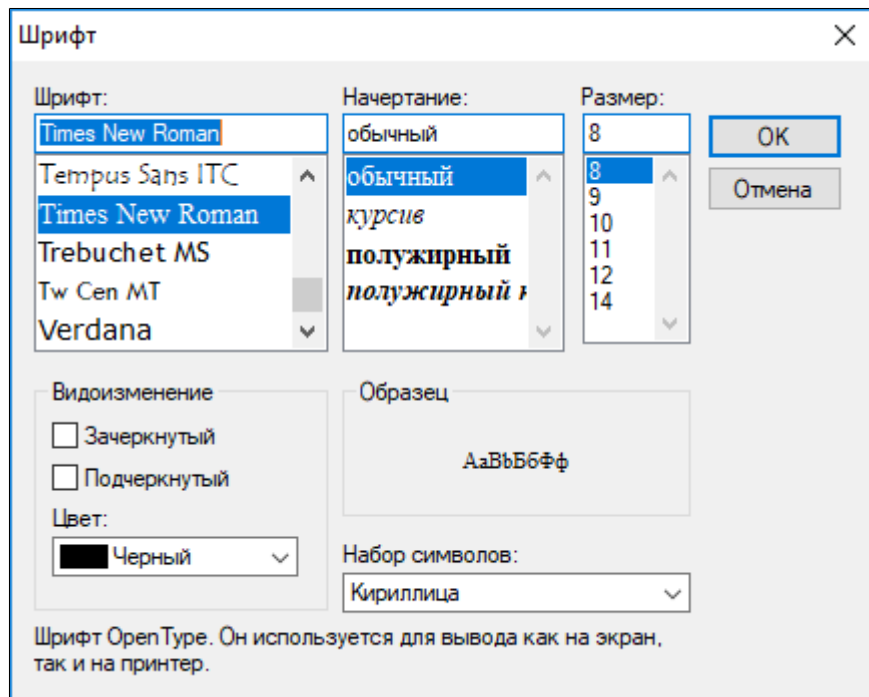 Шрифт
Шрифт:
Times New Roman
Tempus Sans ITC
Times New Roman
Trebuchet MS
Tw Cen MT
Verdana
Начертание:
обычный
обычный
курсив
полужирный
полужирный к
Размер:
8
8
9
10
11
12
14
OK
Отмена
Видоизменение
Зачеркнутый
Подчеркнутый
Цвет:
Черный
Образец
АаBbБбФф
Набор символов:
Кириллица
Шрифт OpenType. Он используется для вывода как на экран,
так и на принтер.